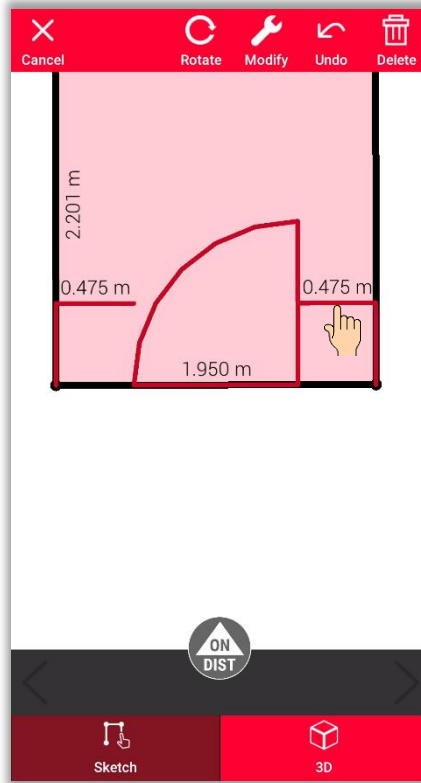 Cancel Rotate Modify Undo Delete
2.201 m
0.475 m 0.475 m
1.950 m
ON
DIST
Sketch 3D